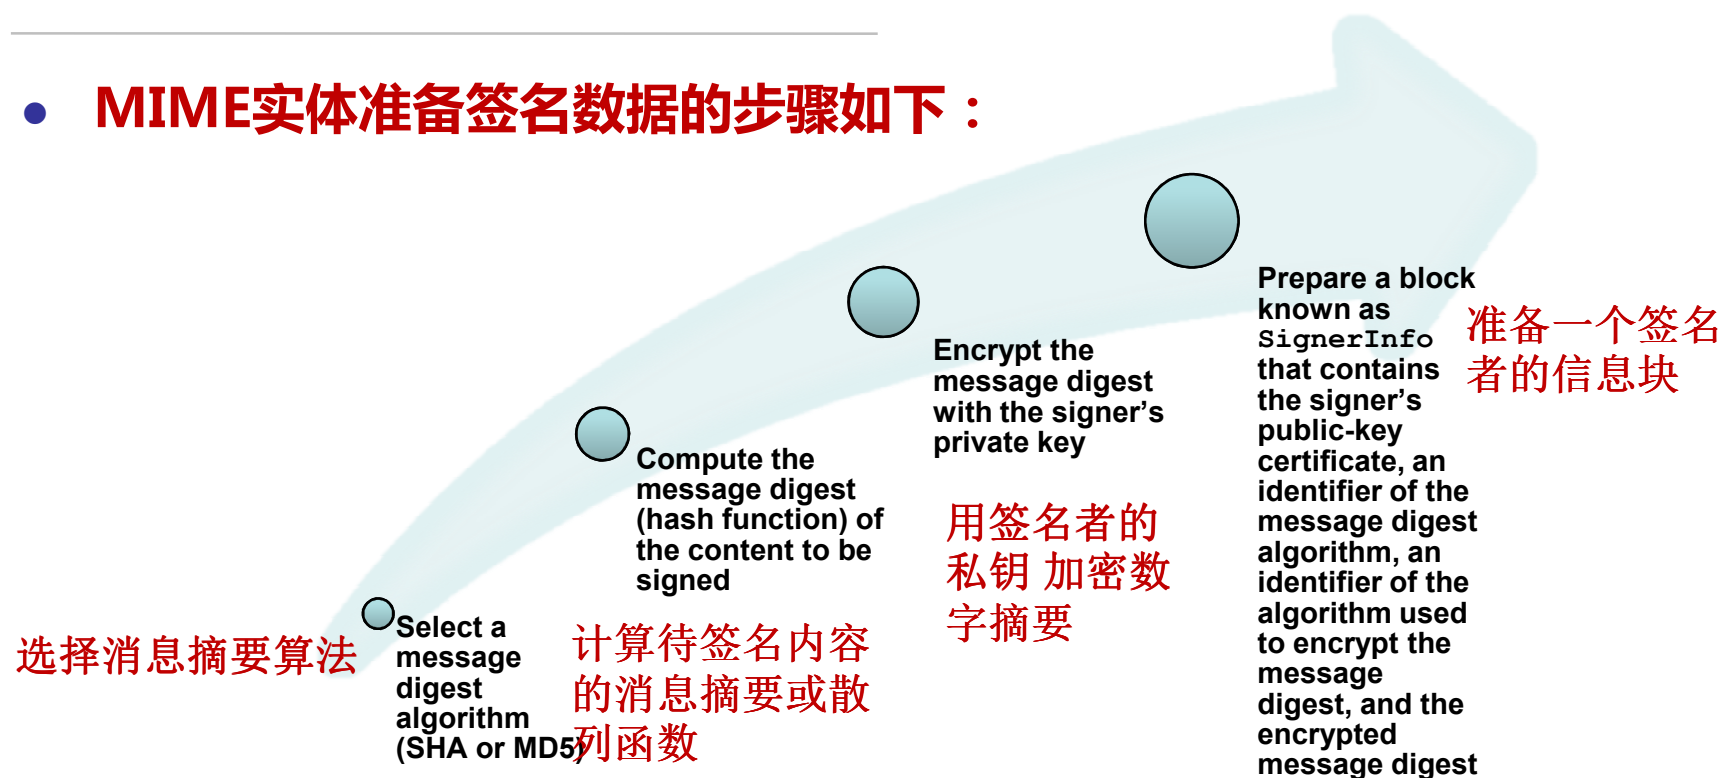 MIME实体准备签名数据的步骤如下：
选择消息摘要算法
Select a
message
digest
algorithm
(SHA or MD5)
Compute the
message digest
(hash function) of
the content to be
signed
计算待签名内容
的消息摘要或散
列函数
Encrypt the
message digest
with the signer’s
private key
用签名者的
私钥 加密数
字摘要
Prepare a block
known as
SignerInfo
that contains
the signer’s
public-key
certificate, an
identifier of the
message digest
algorithm, an
identifier of the
algorithm used
to encrypt the
message
digest, and the
encrypted
message digest
准备一个签名
者的信息块